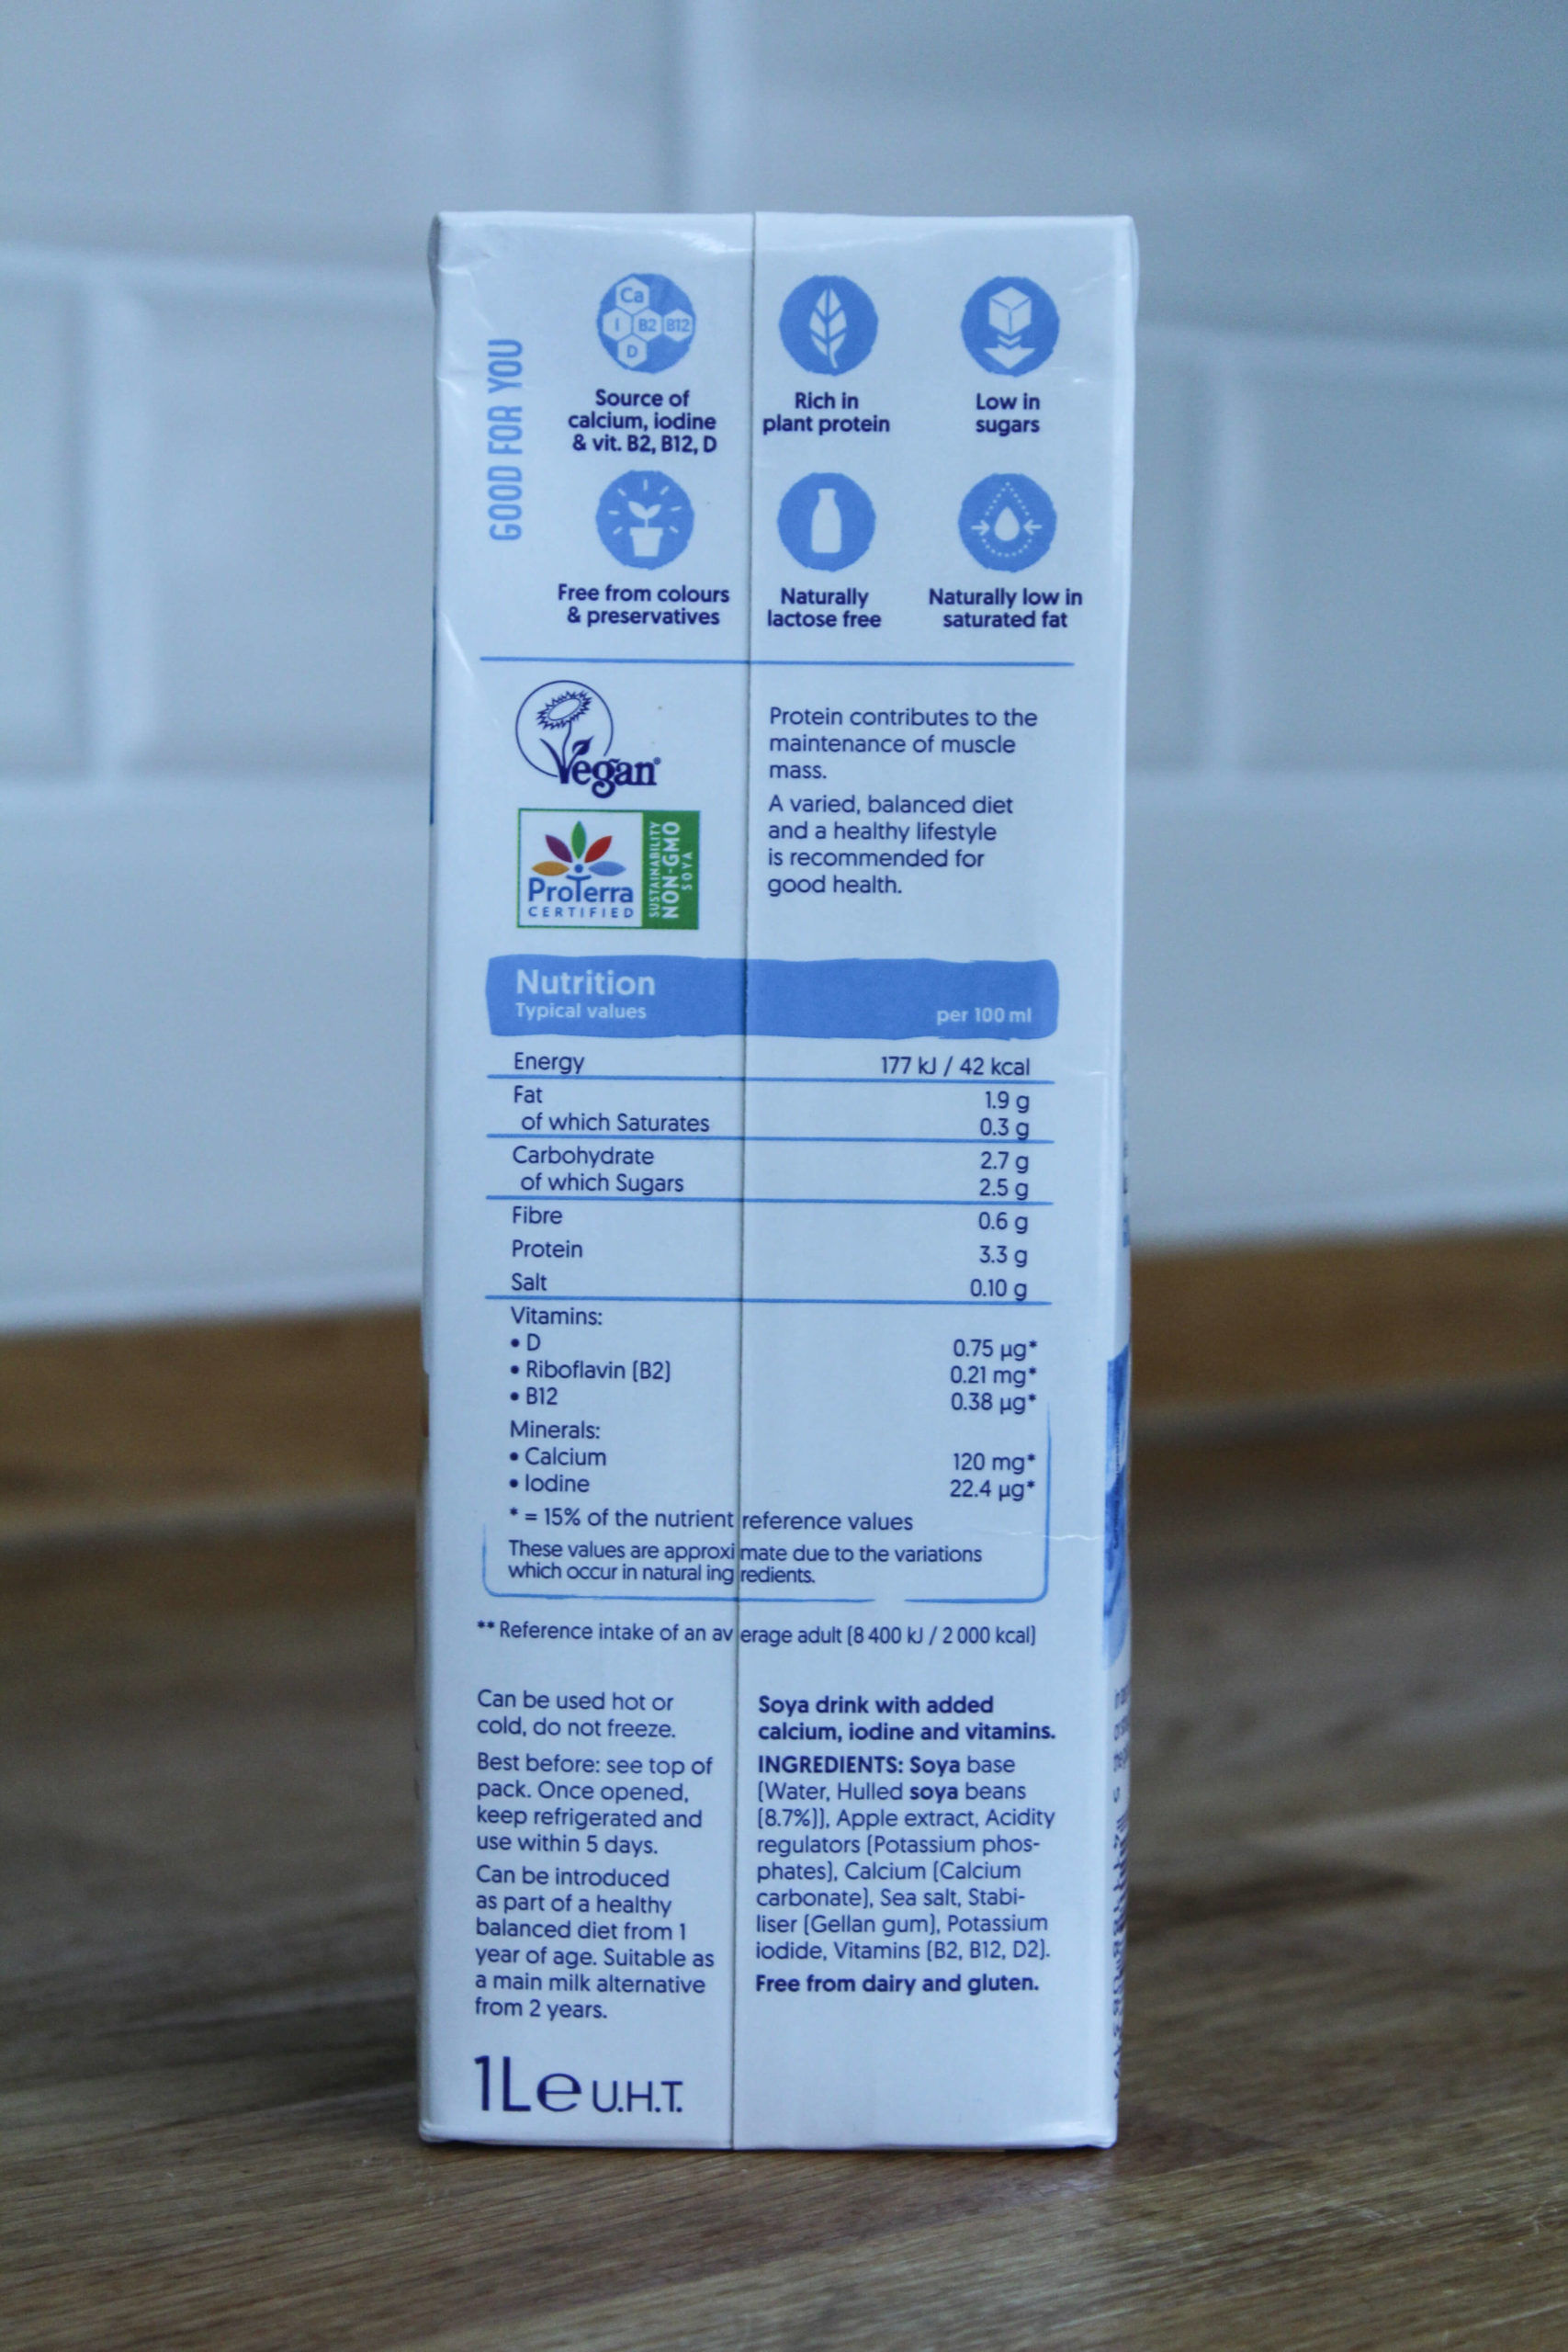 GOOD FOR YOU
Ca
I B2 B12
D
Source of
calcium, iodine
& vit. B2, B12, D
Rich in
plant protein
Low in
sugars
Free from colours
& preservatives
Naturally
lactose free
Naturally low in
saturated fat
Vegan®
ProTerra
CERTIFIED
SUSTAINABILITY
NON-GMO
SOYA
Protein contributes to the
maintenance of muscle
mass.
A varied, balanced diet
and a healthy lifestyle
is recommended for
good health.
Nutrition
Typical values per 100 ml
Energy 177 kJ / 42 kcal
Fat 1.9 g
of which Saturates 0.3 g
Carbohydrate 2.7 g
of which Sugars 2.5 g
Fibre 0.6 g
Protein 3.3 g
Salt 0.10 g
Vitamins:
• D 0.75 µg*
• Riboflavin (B2) 0.21 mg*
• B12 0.38 µg*
Minerals:
• Calcium 120 mg*
• Iodine 22.4 µg*
* = 15% of the nutrient reference values
These values are approximate due to the variations
which occur in natural ingredients.
** Reference intake of an average adult (8 400 kJ / 2 000 kcal)
Can be used hot or
cold, do not freeze.
Best before: see top of
pack. Once opened,
keep refrigerated and
use within 5 days.
Can be introduced
as part of a healthy
balanced diet from 1
year of age. Suitable as
a main milk alternative
from 2 years.
1L e U.H.T.
Soya drink with added
calcium, iodine and vitamins.
INGREDIENTS: Soya base
(Water, Hulled soya beans
(8.7%)), Apple extract, Acidity
regulators (Potassium phos-
phates), Calcium (Calcium
carbonate), Sea salt, Stabi-
liser (Gellan gum), Potassium
iodide, Vitamins (B2, B12, D2).
Free from dairy and gluten.